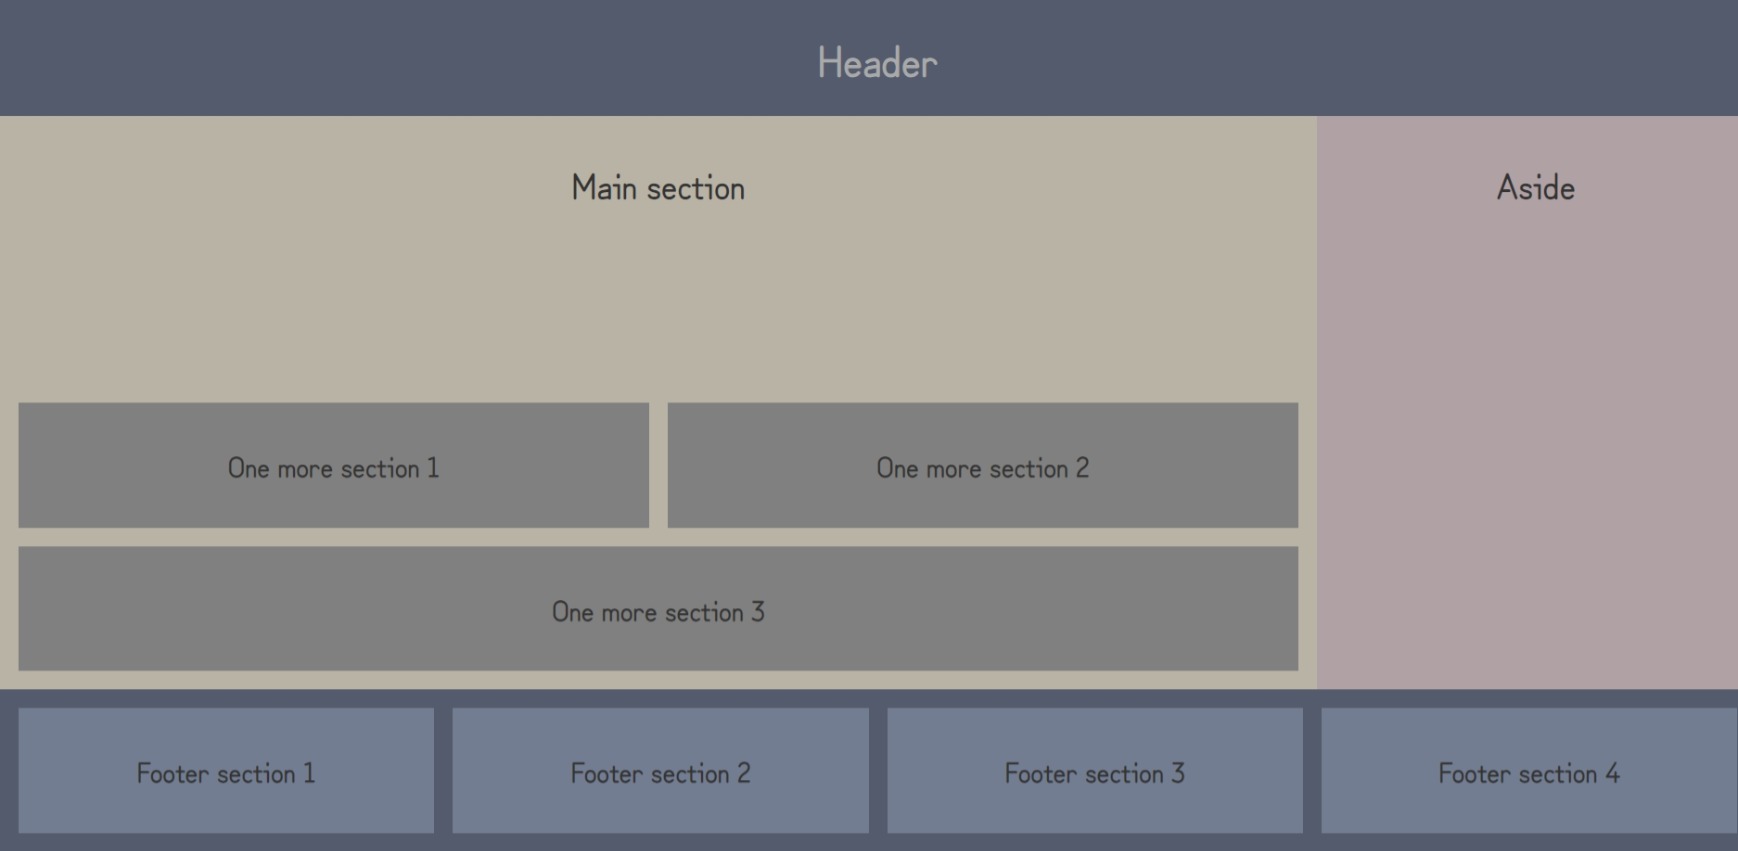 Header
Main section
Aside
One more section 1
One more section 2
One more section 3
Footer section 1
Footer section 2
Footer section 3
Footer section 4